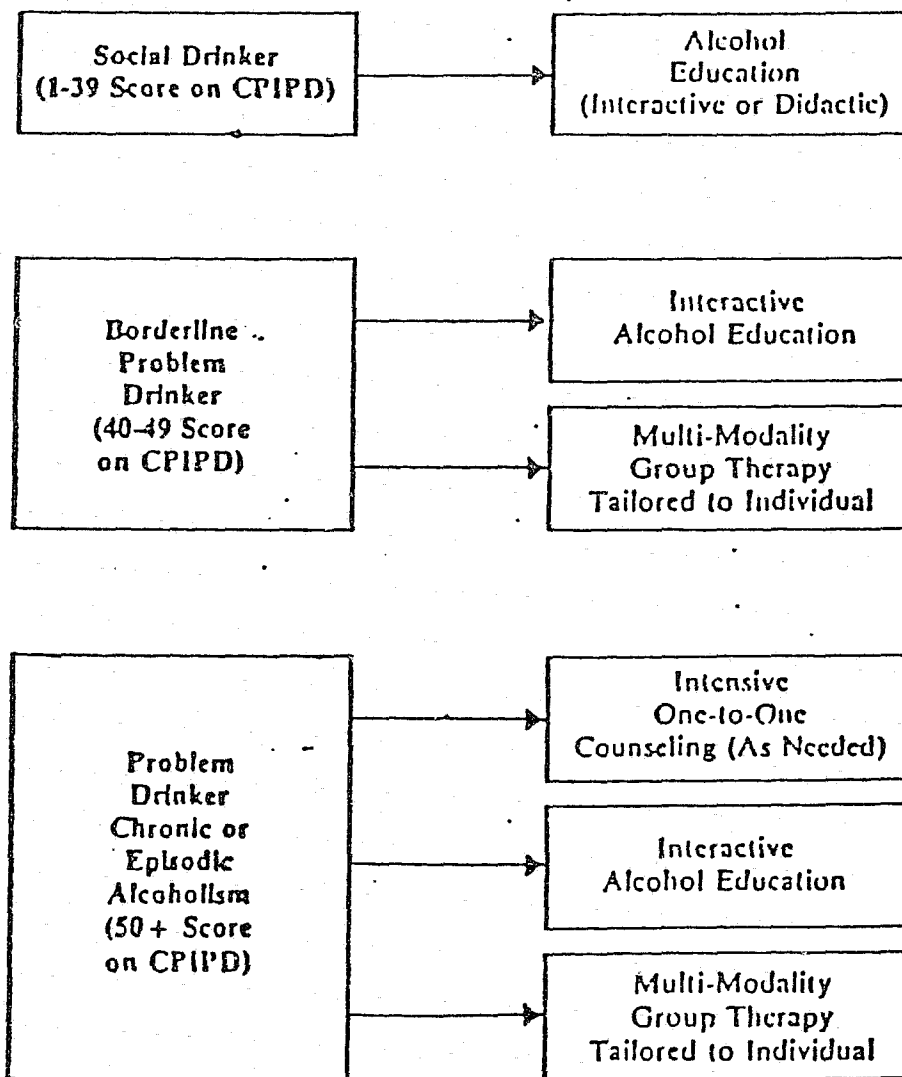 Social Drinker
(1-39 Score on CPIPD)
Alcohol
Education
(Interactive or Didactic)
Borderline
Problem
Drinker
(40-49 Score
on CPIPD)
Interactive
Alcohol Education
Multi-Modality
Group Therapy
Tailored to Individual
Problem
Drinker
Chronic or
Episodic
Alcoholism
(50+ Score
on CPIPD)
Intensive
One-to-One
Counseling (As Needed)
Interactive
Alcohol Education
Multi-Modality
Group Therapy
Tailored to Individual